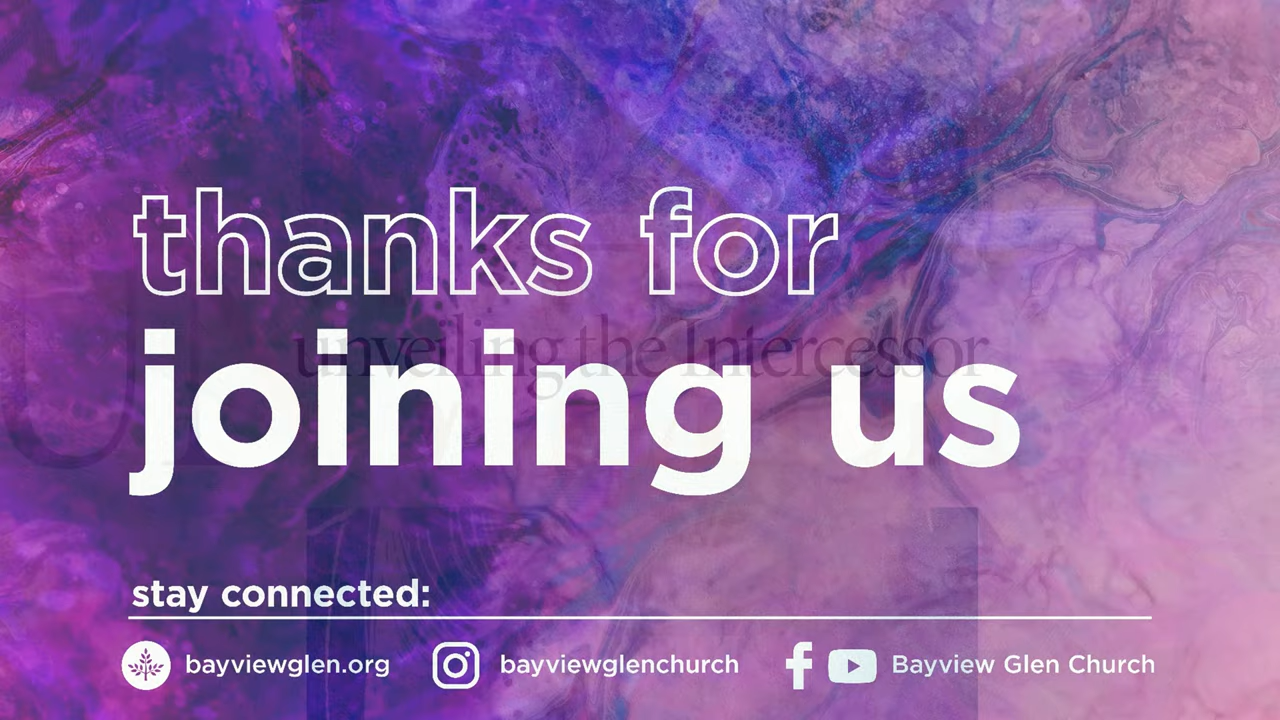 thanks for
unveiling the Intercessor
joining us
stay connected:
bayviewglen.org bayviewglenchurch Bayview Glen Church